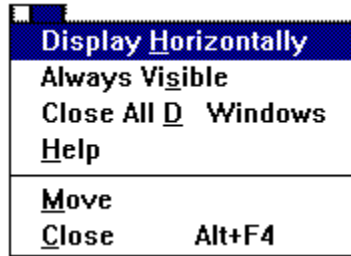 Display Horizontally
Always Visible
Close All D Windows
Help
Move
Close Alt+F4